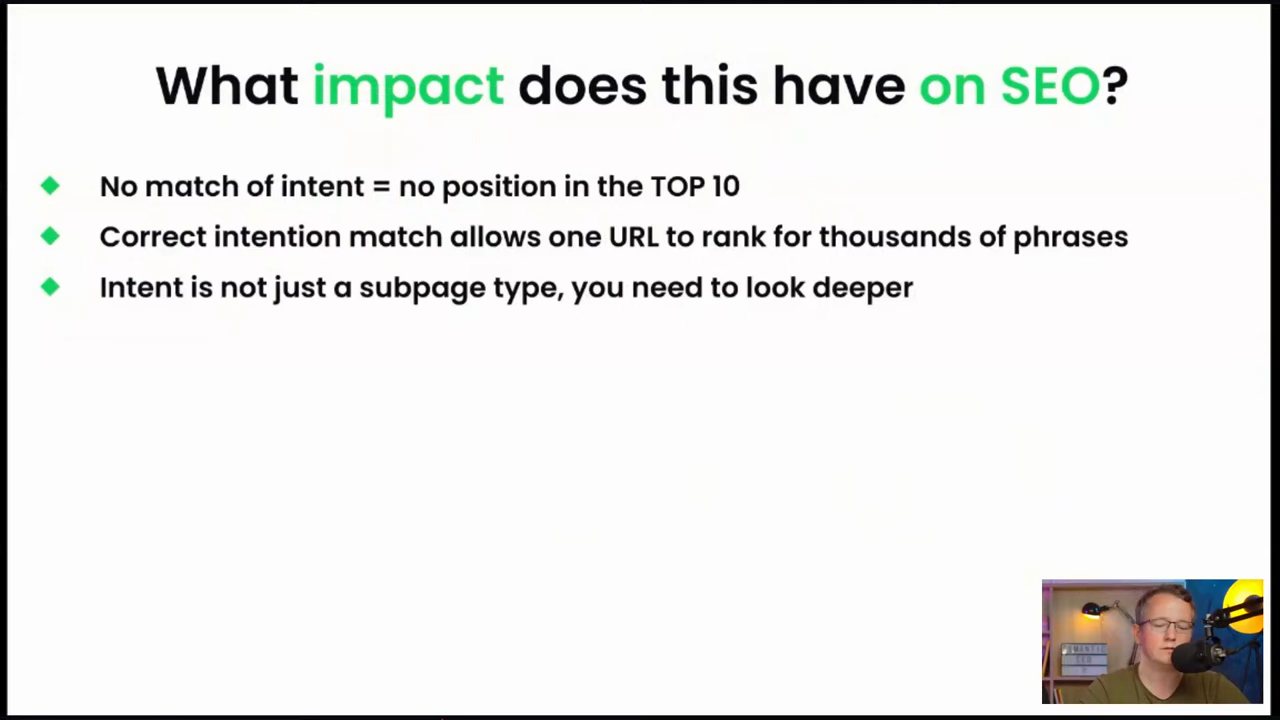 What impact does this have on SEO?
No match of intent = no position in the TOP 10
Correct intention match allows one URL to rank for thousands of phrases
Intent is not just a subpage type, you need to look deeper
SEO